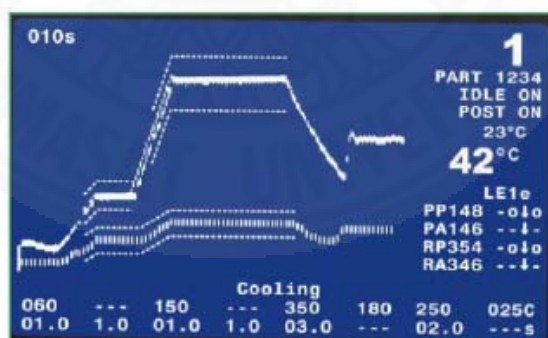 010s
1
PART 1234
IDLE ON
POST ON
23°C
42°C
LE1e
PP148 -o↓o
PA146 --↓-
RP354 -o↓o
RA346 --↓-
Cooling
060 --- 150 --- 350 180 250 025C
01.0 1.0 01.0 1.0 03.0 --- 02.0 ---s